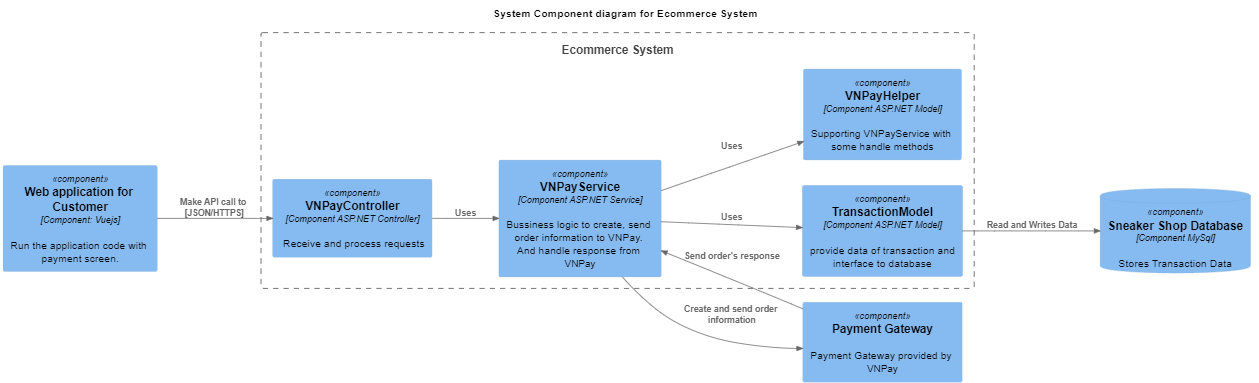 System Component diagram for Ecommerce System
Ecommerce System
«component»
Web application for
Customer
[Component: Vuejs]
Run the application code with
payment screen.
Make API call to
[JSON/HTTPS]
«component»
VNPayController
[Component ASP.NET Controller]
Receive and process requests
Uses
«component»
VNPayService
[Component ASP.NET Service]
Bussiness logic to create, send
order information to VNPay.
And handle response from
VNPay
Uses
«component»
VNPayHelper
[Component ASP.NET Model]
Supporting VNPayService with
some handle methods
Uses
«component»
TransactionModel
[Component ASP.NET Model]
provide data of transaction and
interface to database
Read and Writes Data
«component»
Sneaker Shop Database
[Component MySql]
Stores Transaction Data
Send order's response
Create and send order
information
«component»
Payment Gateway
Payment Gateway provided by
VNPay